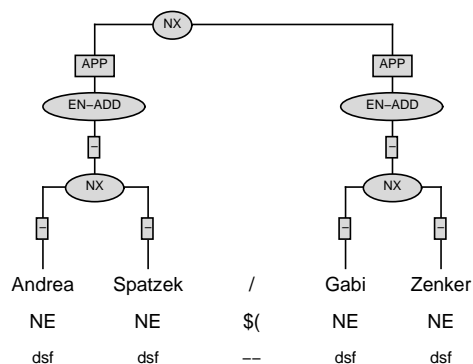 NX
APP APP
EN–ADD EN–ADD
– –
NX NX
– – – –
Andrea Spatzek / Gabi Zenker
NE NE $( NE NE
dsf dsf –– dsf dsf